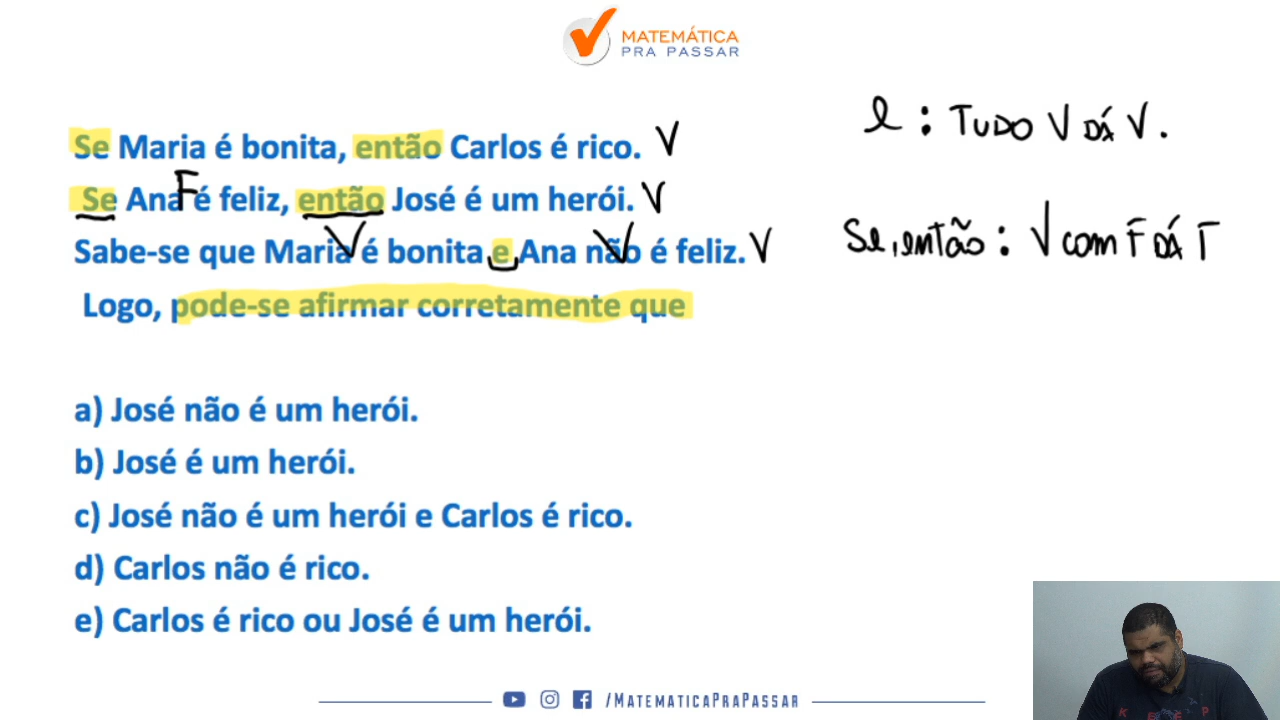 MATEMÁTICA
PRA PASSAR
Se Maria é bonita, então Carlos é rico. V
Se Ana F é feliz, então José é um herói. V
Sabe-se que Maria V é bonita e Ana não V é feliz. V
Logo, pode-se afirmar corretamente que
a) José não é um herói.
b) José é um herói.
c) José não é um herói e Carlos é rico.
d) Carlos não é rico.
e) Carlos é rico ou José é um herói.
e : TUDO V DÁ V.
Se, então : V com F DÁ F
/MATEMATICAPRAPASSAR